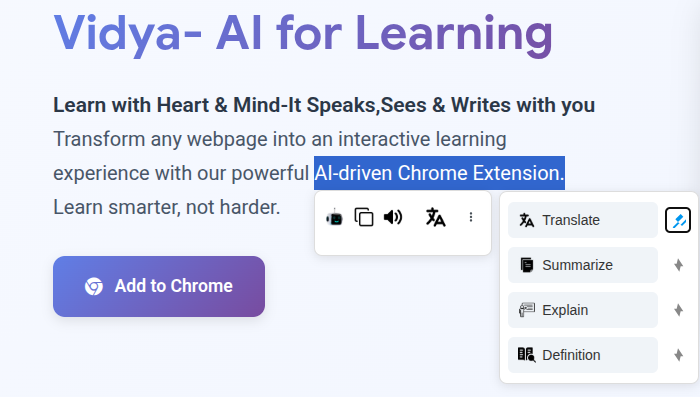 Vidya- AI for Learning
Learn with Heart & Mind-It Speaks,Sees & Writes with you
Transform any webpage into an interactive learning
experience with our powerful AI-driven Chrome Extension.
Learn smarter, not harder.
Add to Chrome
Translate
Summarize
Explain
Definition